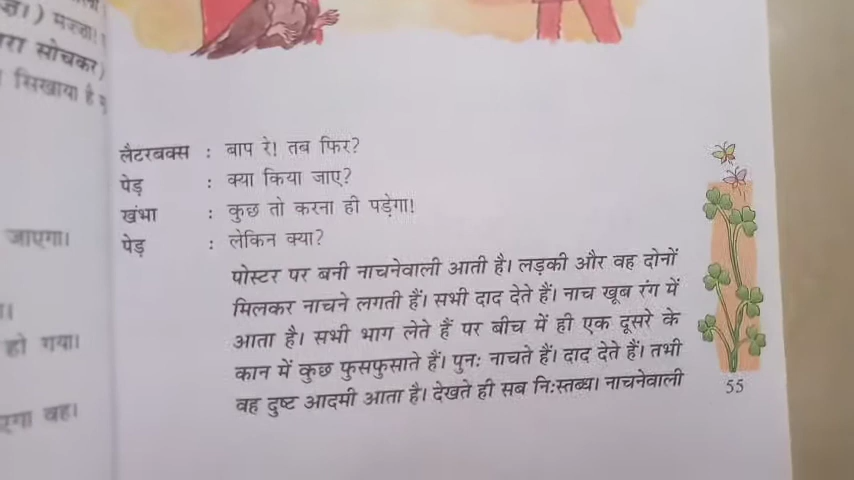 सोचकर)
सिखाया है
जाएगा।
हो गया।
वह।
लैटरबक्स : बाप रे! तब फिर?
पेड़ : क्या किया जाए?
खंभा : कुछ तो करना ही पड़ेगा!
पेड़ : लेकिन क्या?
पोस्टर पर बनी नाचनेवाली आती है। लड़की और वह दोनों
मिलकर नाचने लगती हैं। सभी दाद देते हैं। नाच खूब रंग में
आता है। सभी भाग लेते हैं पर बीच में ही एक दूसरे के
कान में कुछ फुसफुसाते हैं। पुनः नाचते हैं। दाद देते हैं। तभी
वह दुष्ट आदमी आता है। देखते ही सब निःस्तब्ध। नाचनेवाली
55